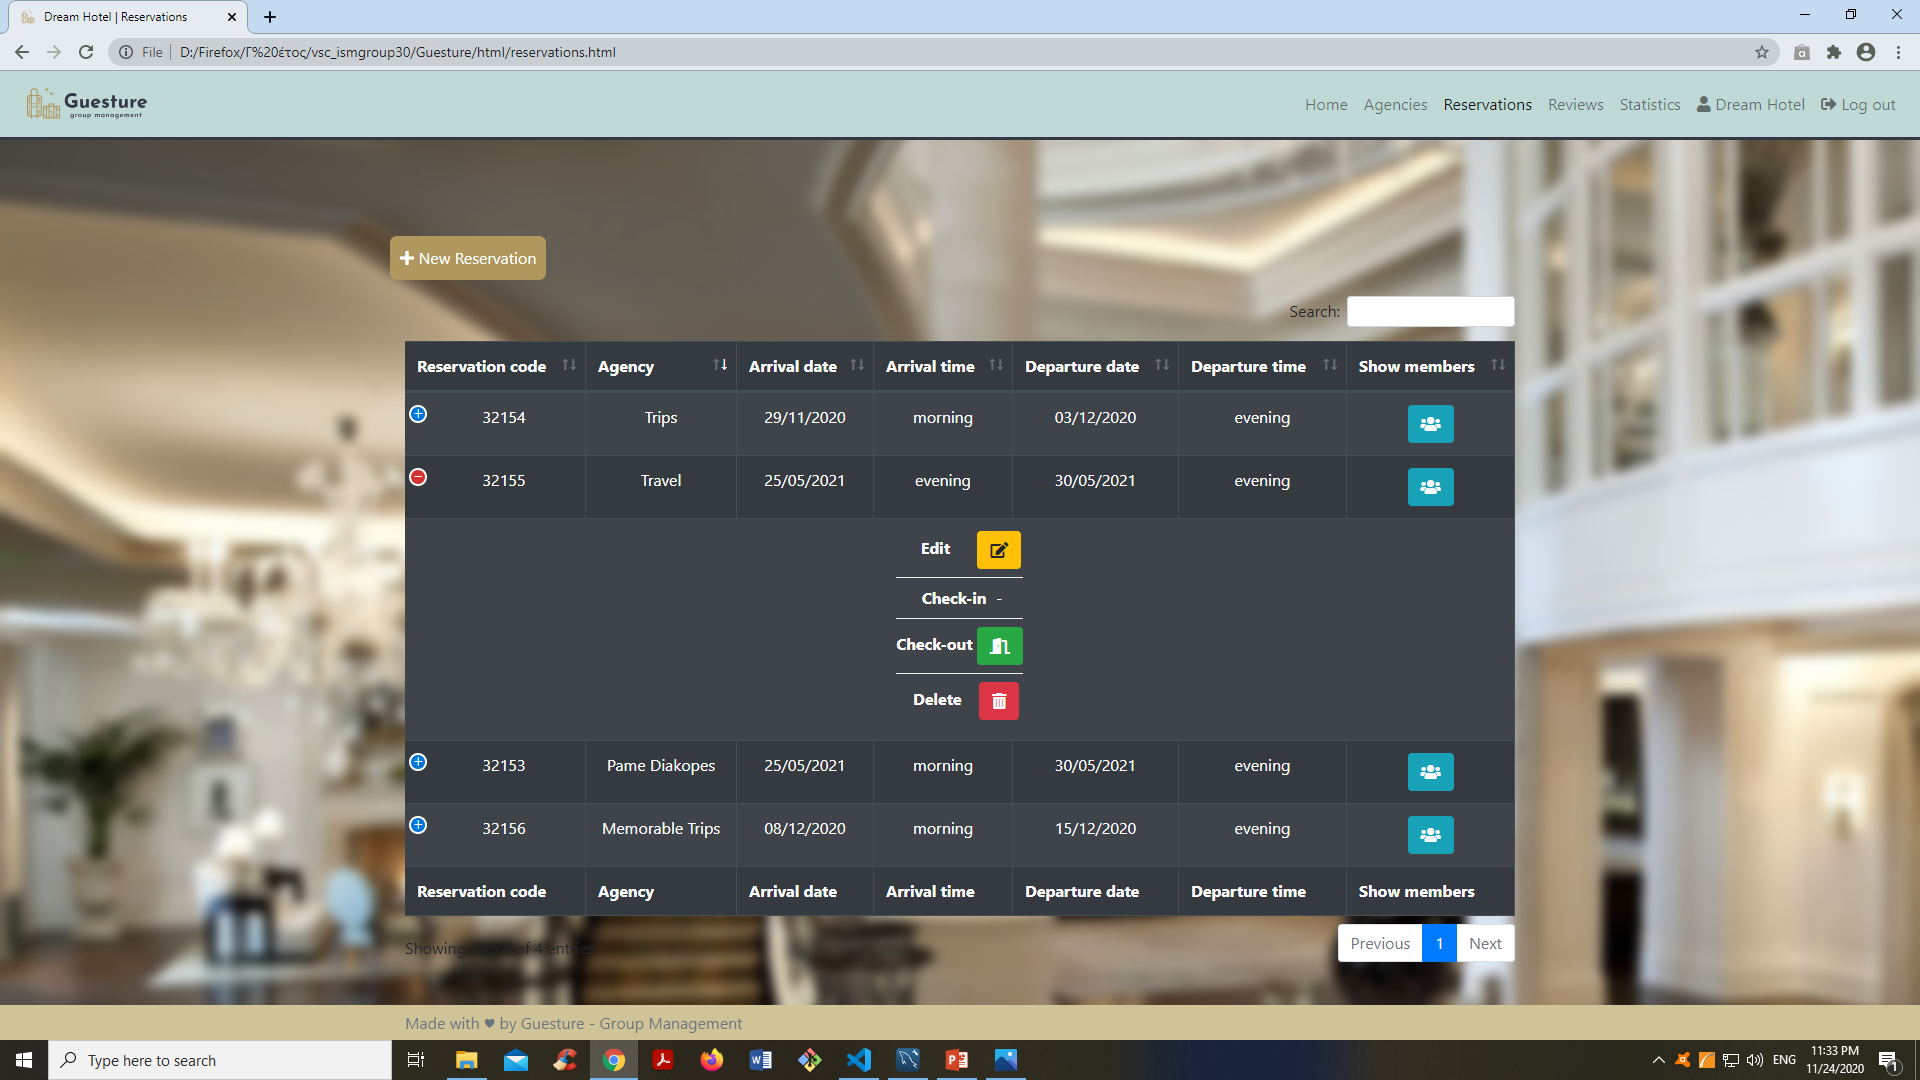 Dream Hotel | Reservations
File D:/Firefox/Γ%20έτος/vsc_ismgroup30/Guesture/html/reservations.html
Guesture
group management
Home Agencies Reservations Reviews Statistics Dream Hotel Log out
New Reservation
Search:
Reservation code Agency Arrival date Arrival time Departure date Departure time Show members
32154 Trips 29/11/2020 morning 03/12/2020 evening
32155 Travel 25/05/2021 evening 30/05/2021 evening
Edit
Check-in -
Check-out
Delete
32153 Pame Diakopes 25/05/2021 morning 30/05/2021 evening
32156 Memorable Trips 08/12/2020 morning 15/12/2020 evening
Reservation code Agency Arrival date Arrival time Departure date Departure time Show members
Showing of 4 entries
Previous 1 Next
Made with ♥ by Guesture - Group Management
Type here to search
ENG
11:33 PM
11/24/2020
1